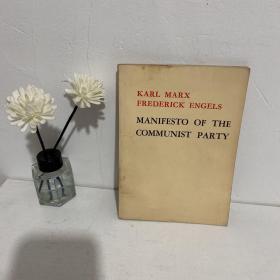 KARL MARX
FREDERICK ENGELS
MANIFESTO OF THE
COMMUNIST PARTY